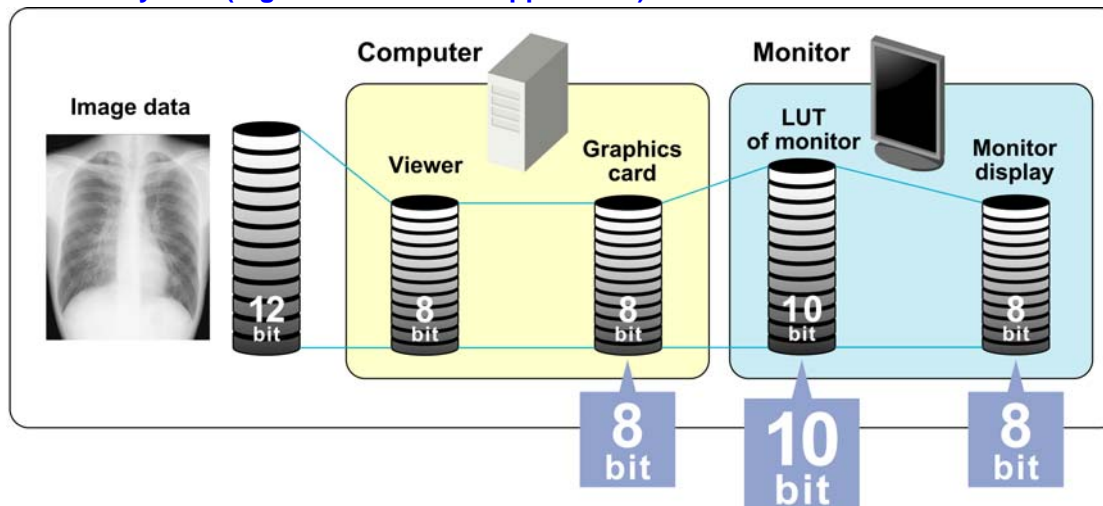 Computer
Monitor
Image data
Viewer
Graphics
card
LUT
of monitor
Monitor
display
12
bit
8
bit
8
bit
10
bit
8
bit
8
bit
10
bit
8
bit